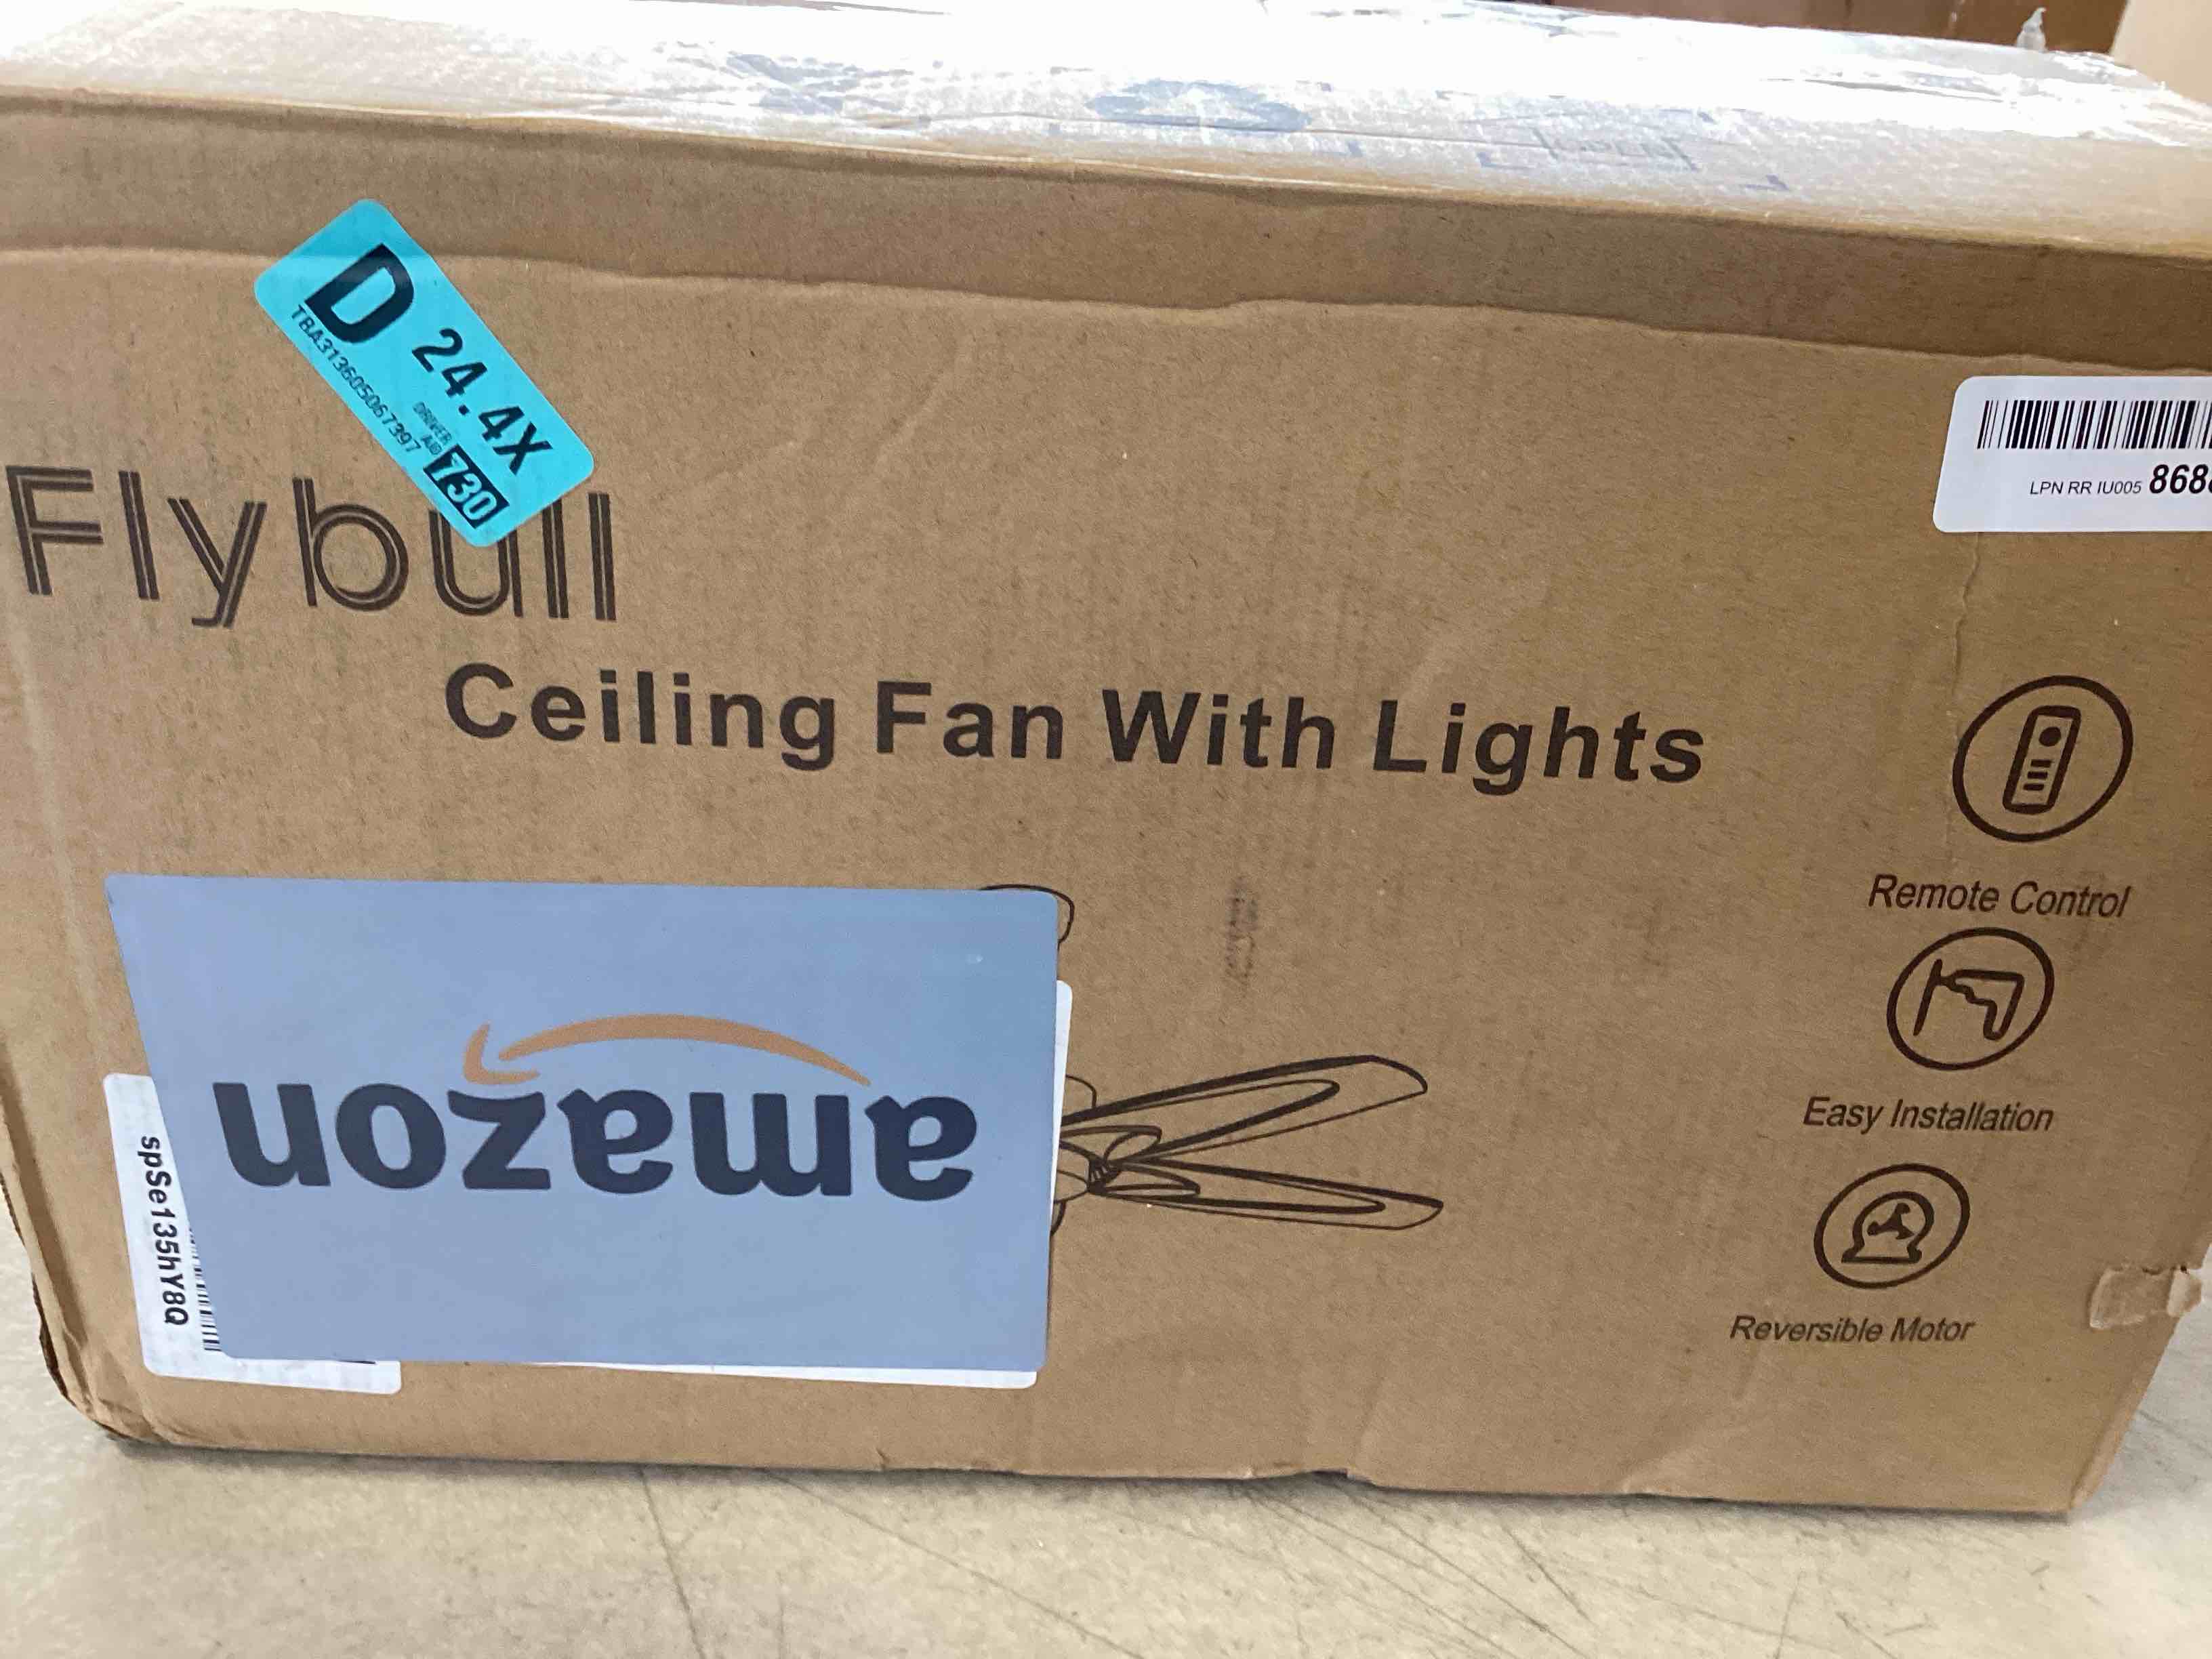 D 24.4X
TBA313605067397
DRIVER
AID
730
LPN RR IU005
Flybull
Ceiling Fan With Lights
Remote Control
amazon
Easy Installation
spSe135hY8Q
Reversible Motor